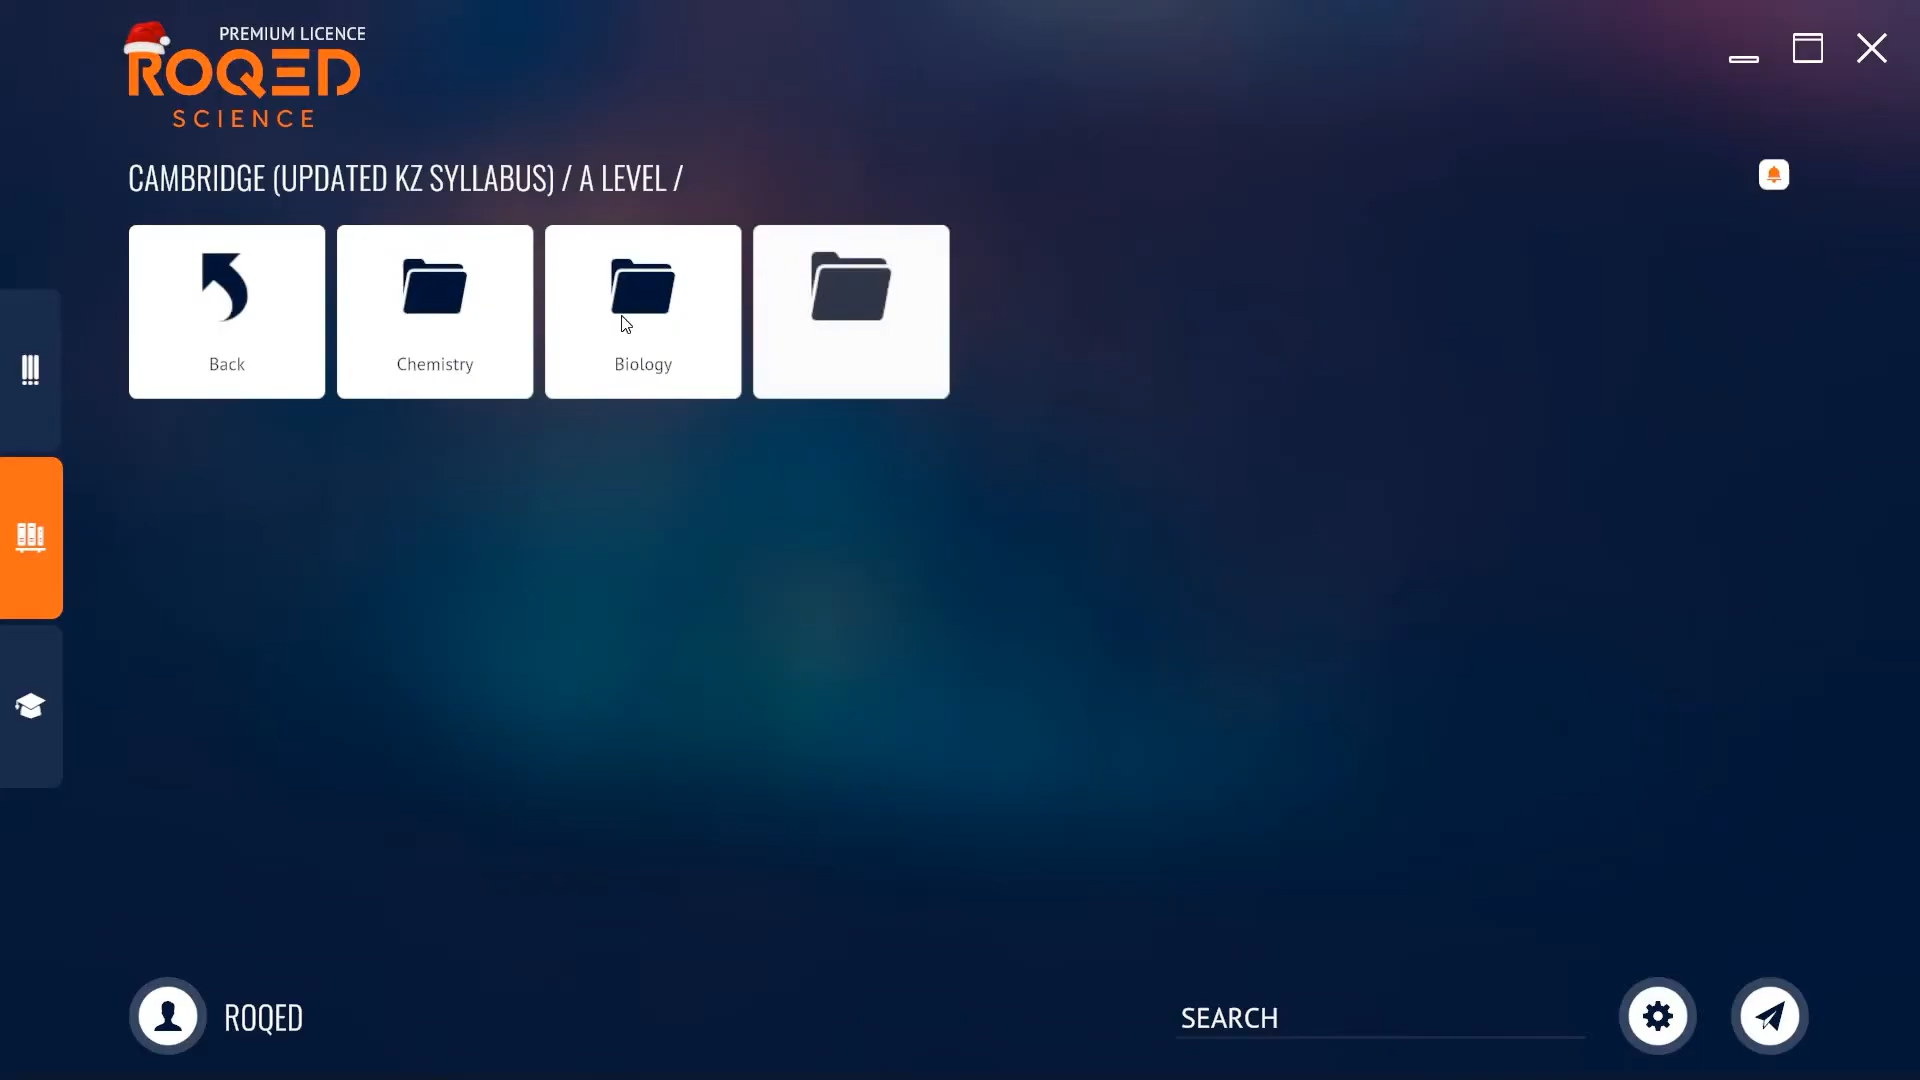 PREMIUM LICENCE
ROQED
SCIENCE
CAMBRIDGE (UPDATED KZ SYLLABUS) / A LEVEL /
Back
Chemistry
Biology
ROQED
SEARCH